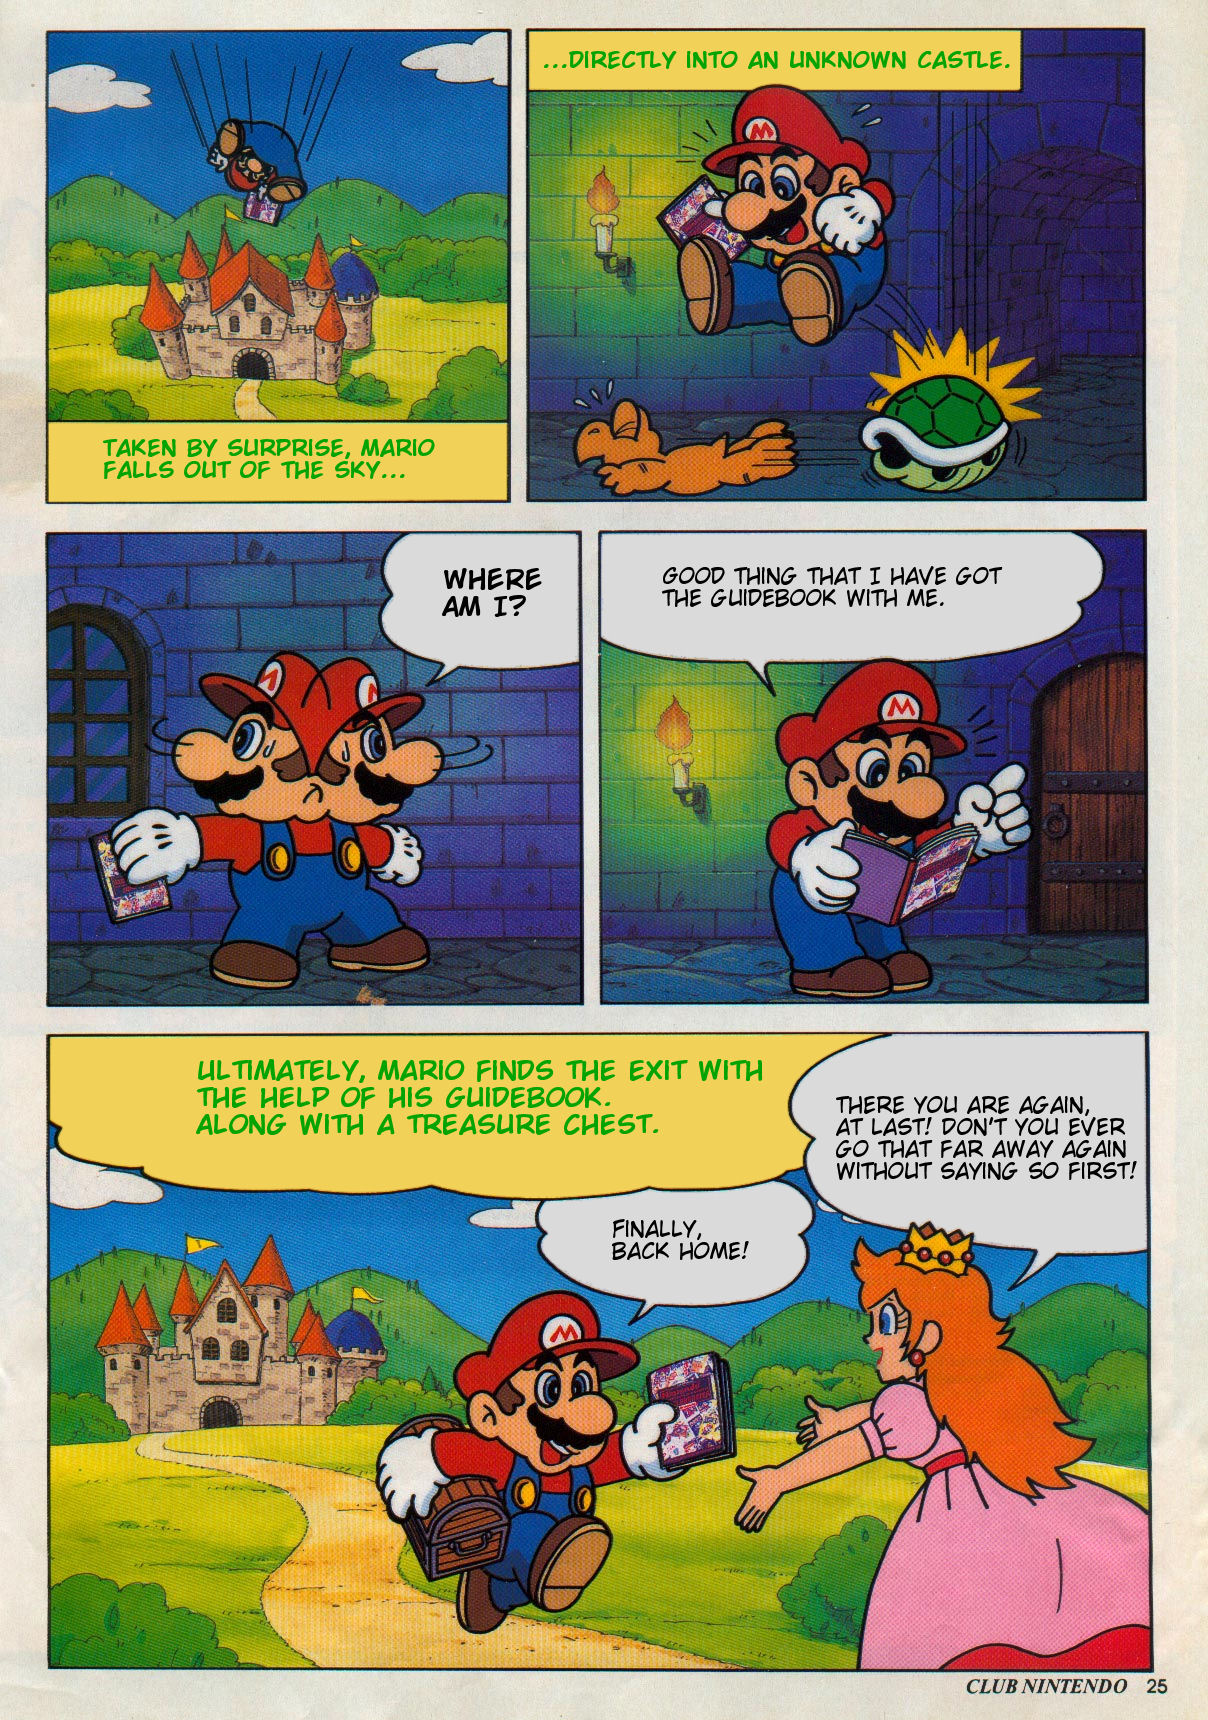 ...DIRECTLY INTO AN UNKNOWN CASTLE.
M
TAKEN BY SURPRISE, MARIO
FALLS OUT OF THE SKY...
WHERE
AM I?
M
M
GOOD THING THAT I HAVE GOT
THE GUIDEBOOK WITH ME.
M
ULTIMATELY, MARIO FINDS THE EXIT WITH
THE HELP OF HIS GUIDEBOOK.
ALONG WITH A TREASURE CHEST.
THERE YOU ARE AGAIN,
AT LAST! DON'T YOU EVER
GO THAT FAR AWAY AGAIN
WITHOUT SAYING SO FIRST!
FINALLY,
BACK HOME!
M
CLUB NINTENDO 25